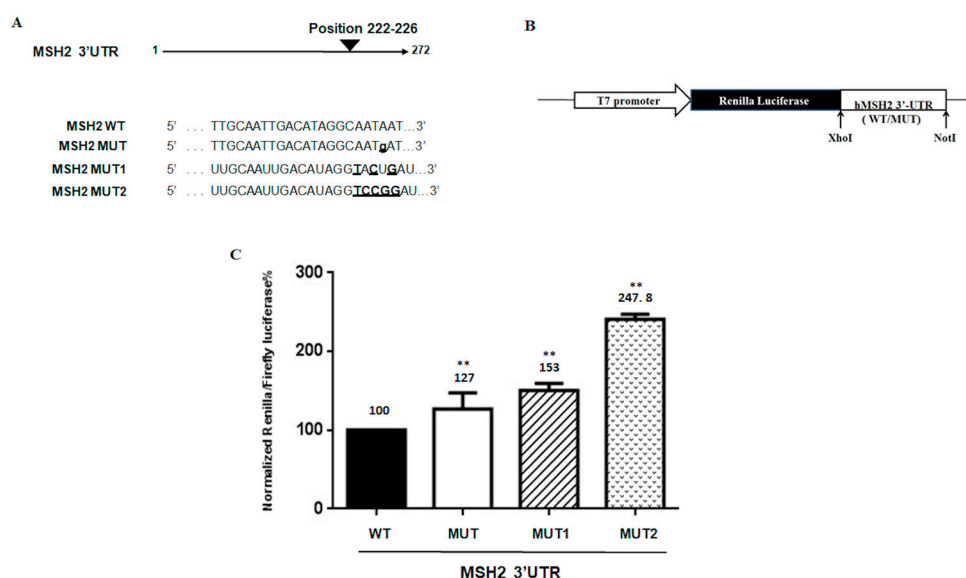 A
Position 222-226
MSH2 3'UTR 1 272
MSH2 WT 5' ... TTGCAATTGACATAGGCAATAAT...3'
MSH2 MUT 5' ... TTGCAATTGACATAGGCAATgAT...3'
MSH2 MUT1 5' ... UUGCAAUUGACAUAGGTACUGAU...3'
MSH2 MUT2 5' ... UUGCAAUUGACAUAGGTCCGGAU...3'
B
T7 promoter Renilla Luciferase hMSH2 3'-UTR
( WT/MUT)
XhoI NotI
C
Normalized Renilla/Firefly luciferase%
300
200
100
0
100
**
127
**
153
**
247. 8
WT MUT MUT1 MUT2
MSH2 3'UTR